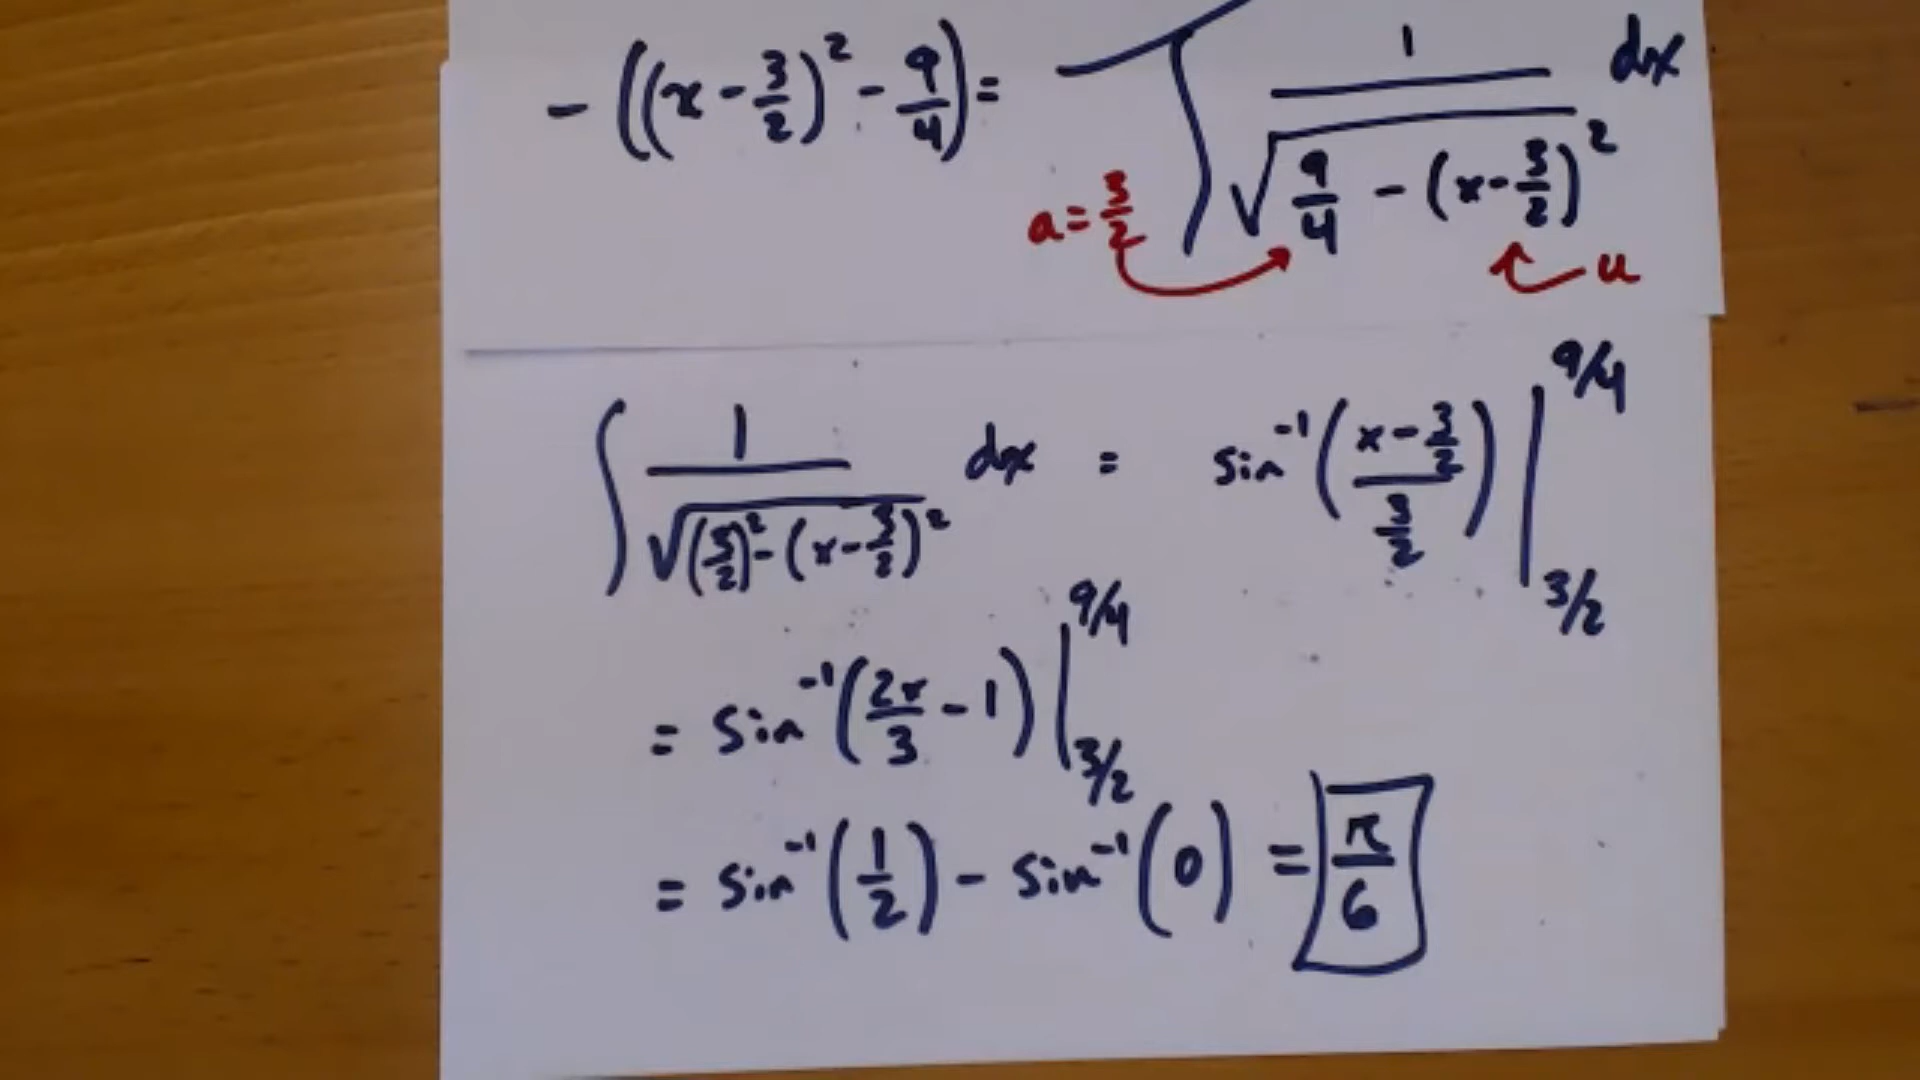 -((x-3/2)² - 9/4) = ∫ 1/√(9/4 - (x-3/2)²) dx
a=3/2 u
∫ 1/√((3/2)² - (x-3/2)²) dx = sin⁻¹((x-3/2)/(3/2)) | 9/4 3/2
= sin⁻¹(2x/3 - 1) | 9/4 3/2
= sin⁻¹(1/2) - sin⁻¹(0) = π/6